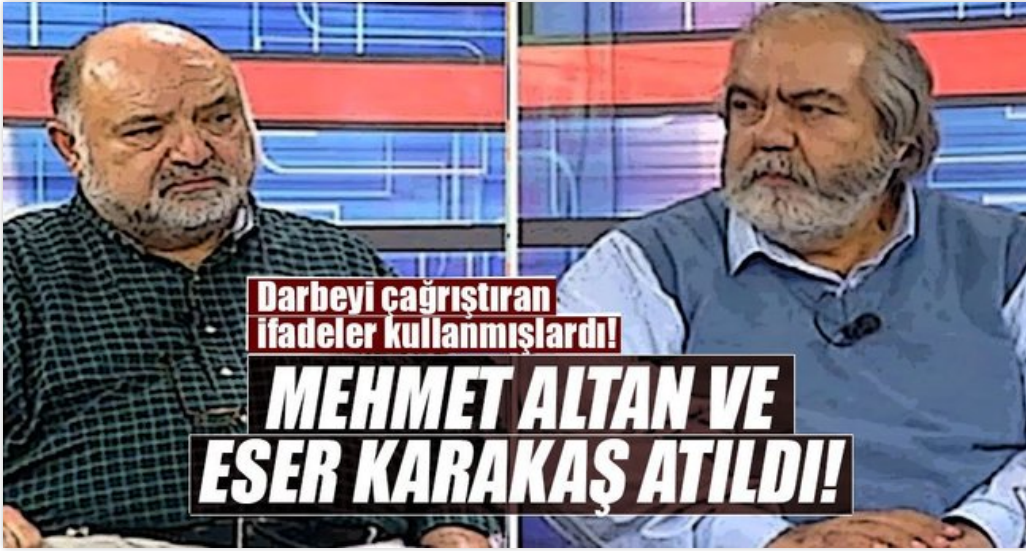 Darbeyi çağrıştıran
ifadeler kullanmışlardı!
MEHMET ALTAN VE
ESER KARAKAŞ ATILDI!